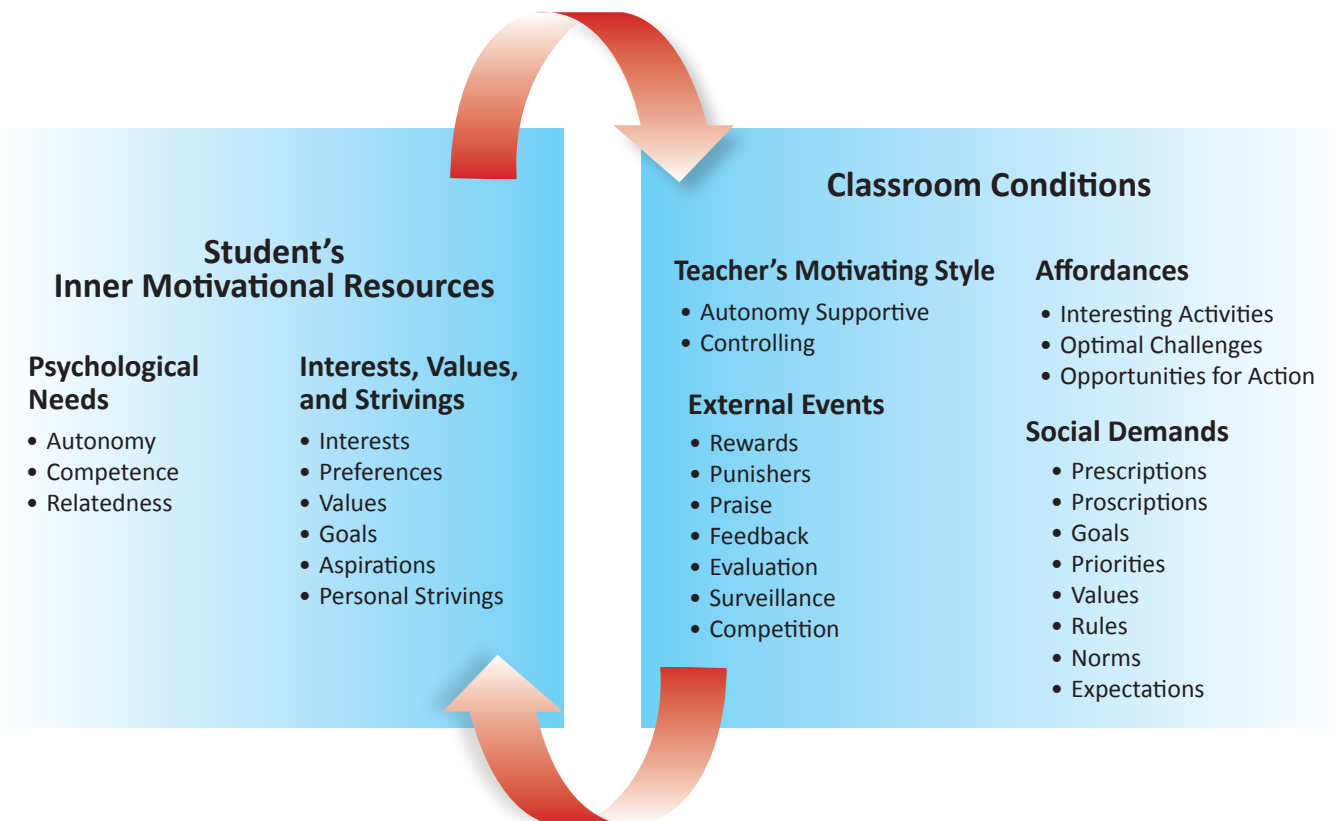 Student’s
Inner Motivational Resources
Psychological
Needs
• Autonomy
• Competence
• Relatedness
Interests, Values,
and Strivings
• Interests
• Preferences
• Values
• Goals
• Aspirations
• Personal Strivings
Classroom Conditions
Teacher’s Motivating Style
• Autonomy Supportive
• Controlling
External Events
• Rewards
• Punishers
• Praise
• Feedback
• Evaluation
• Surveillance
• Competition
Affordances
• Interesting Activities
• Optimal Challenges
• Opportunities for Action
Social Demands
• Prescriptions
• Proscriptions
• Goals
• Priorities
• Values
• Rules
• Norms
• Expectations